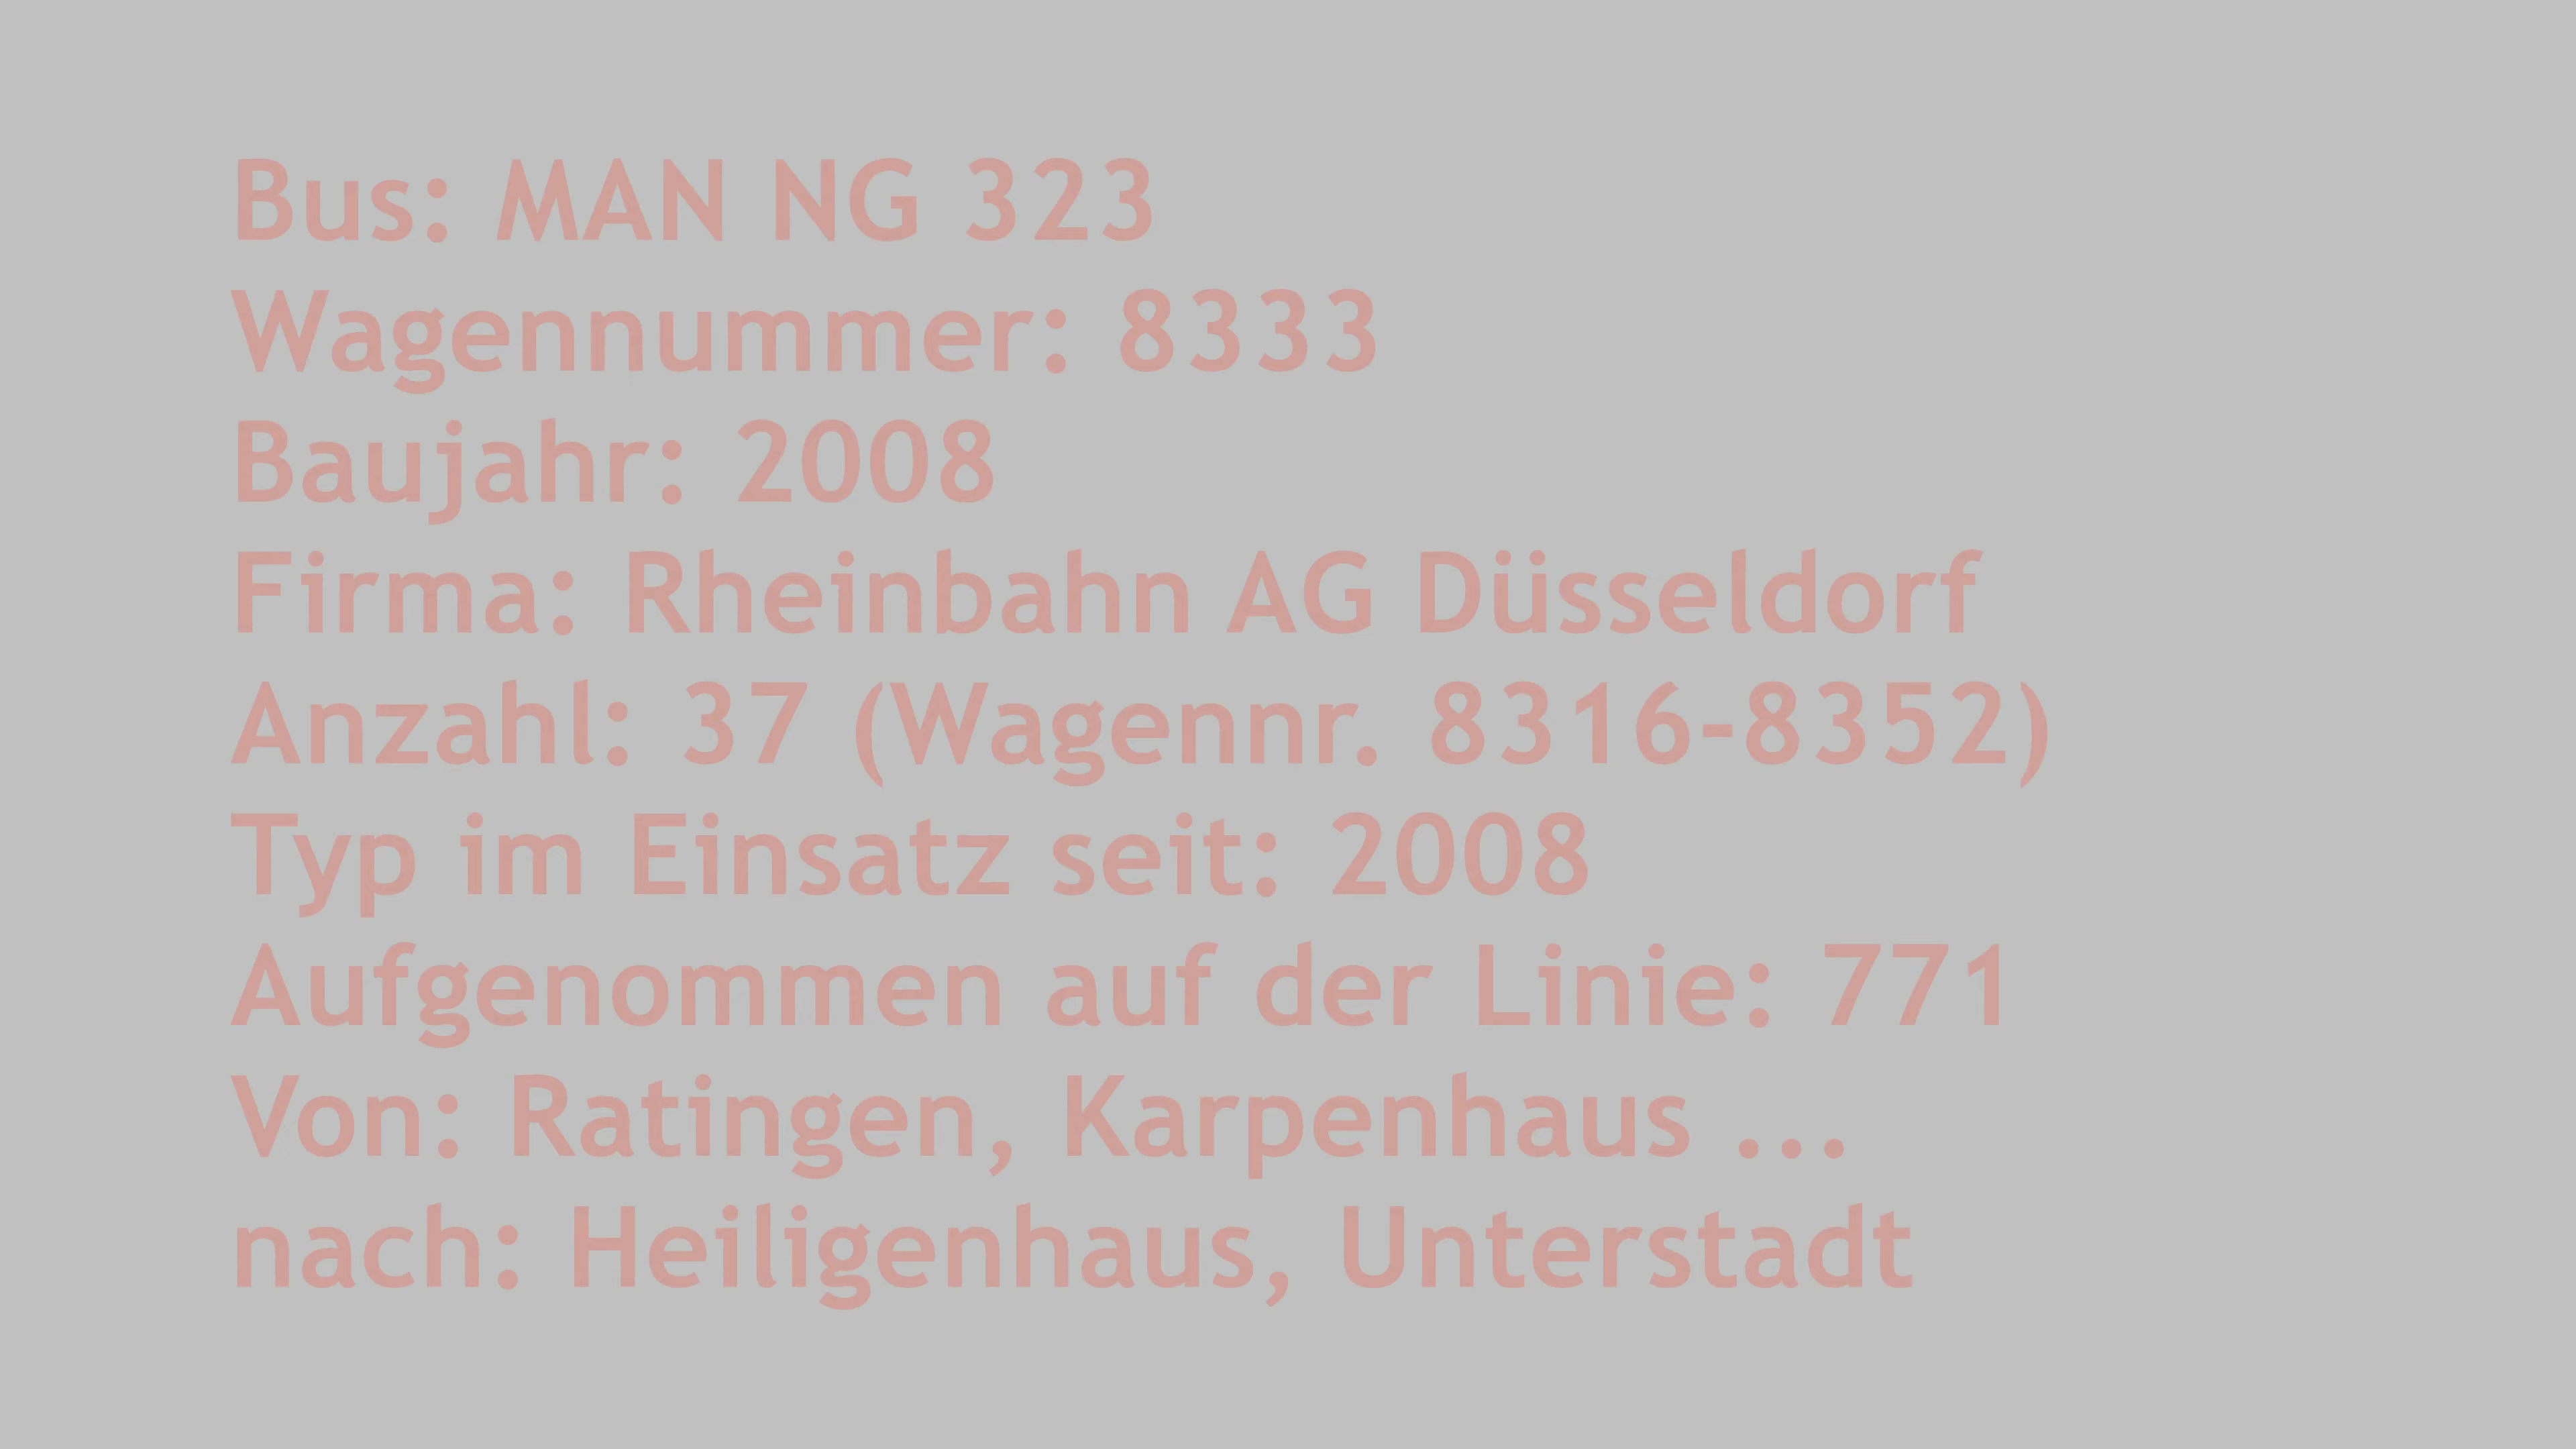 Bus: MAN NG 323
Wagennummer: 8333
Baujahr: 2008
Firma: Rheinbahn AG Düsseldorf
Anzahl: 37 (Wagennr. 8316-8352)
Typ im Einsatz seit: 2008
Aufgenommen auf der Linie: 771
Von: Ratingen, Karpenhaus ...
nach: Heiligenhaus, Unterstadt